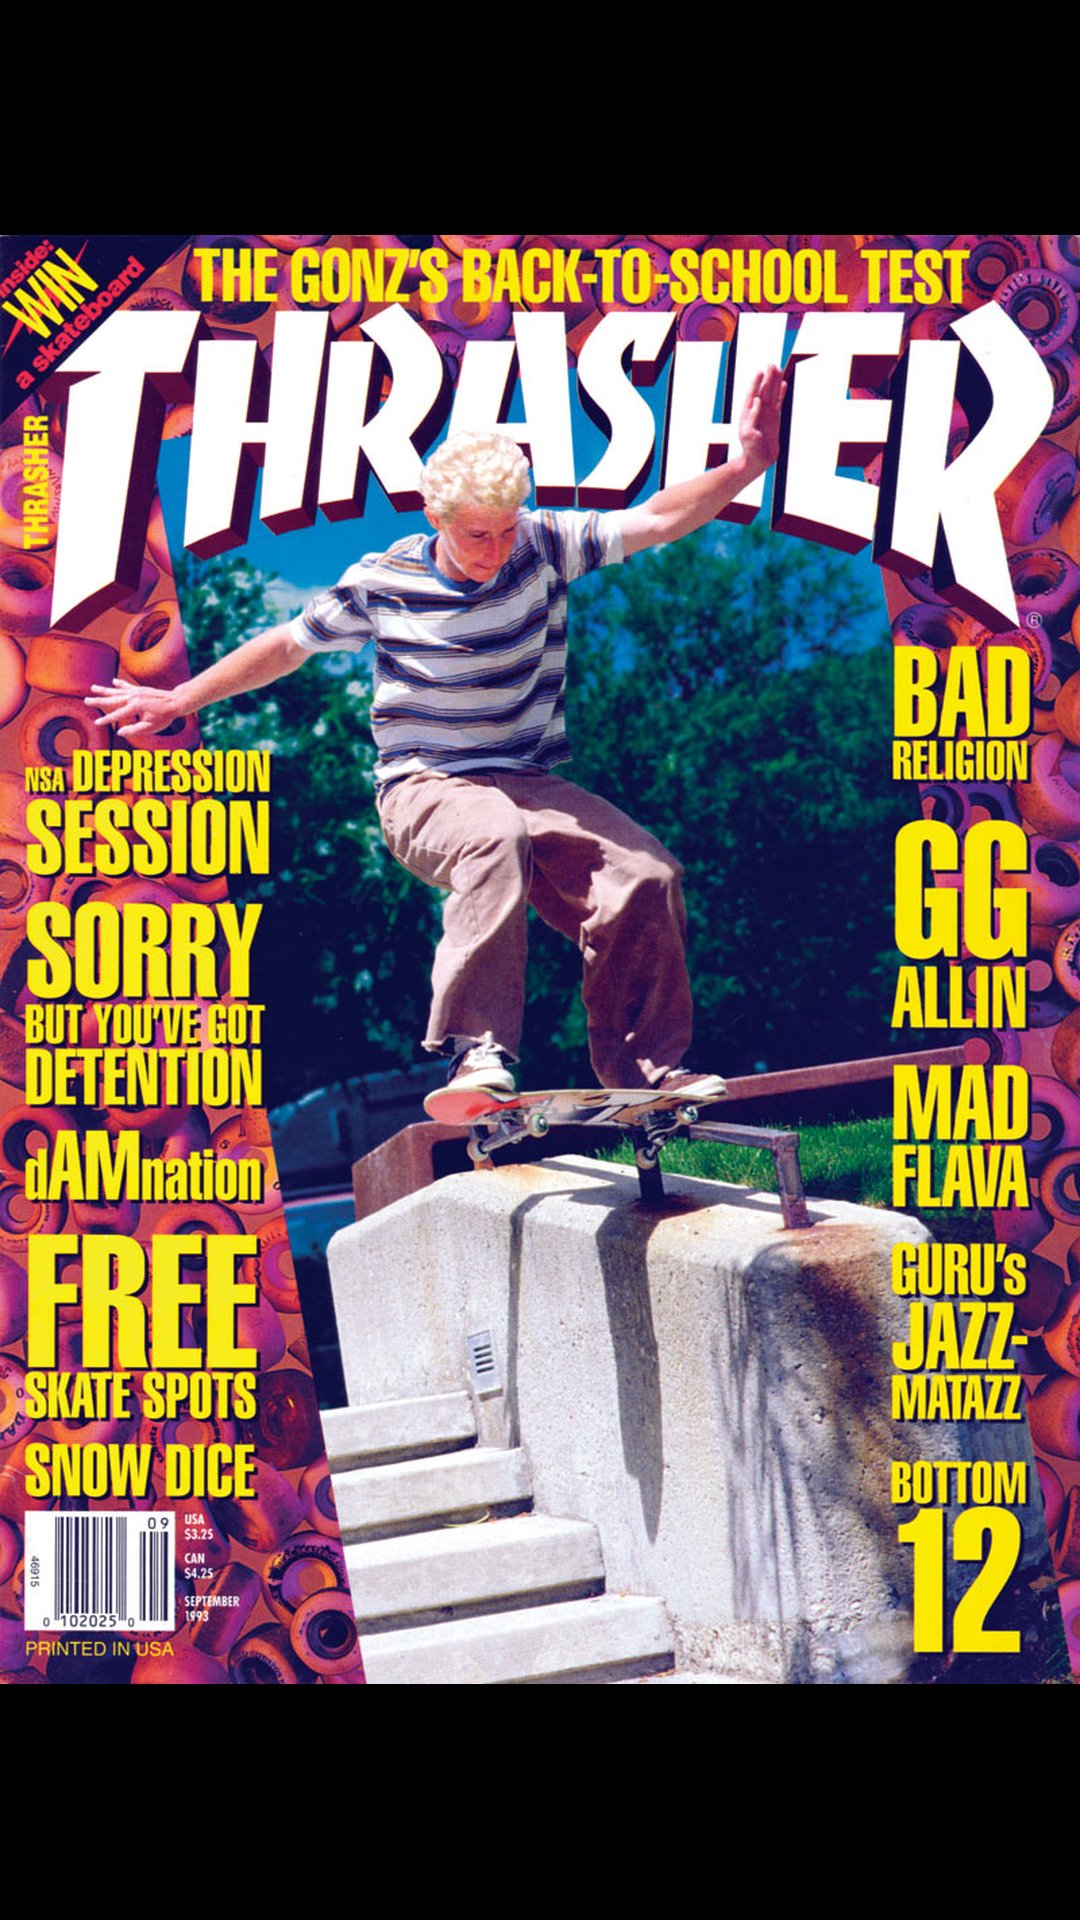 inside:
WIN
a skateboard
THE GONZ'S BACK-TO-SCHOOL TEST
THRASHER
®
THRASHER
NSA DEPRESSION
SESSION
SORRY
BUT YOU'VE GOT
DETENTION
dAMnation
FREE
SKATE SPOTS
SNOW DICE
BAD
RELIGION
GG
ALLIN
MAD
FLAVA
GURU's
JAZZ-
MATAZZ
BOTTOM
12
09
46915
0 102025 0
USA
$3.25
CAN
$4.25
SEPTEMBER
1993
PRINTED IN USA